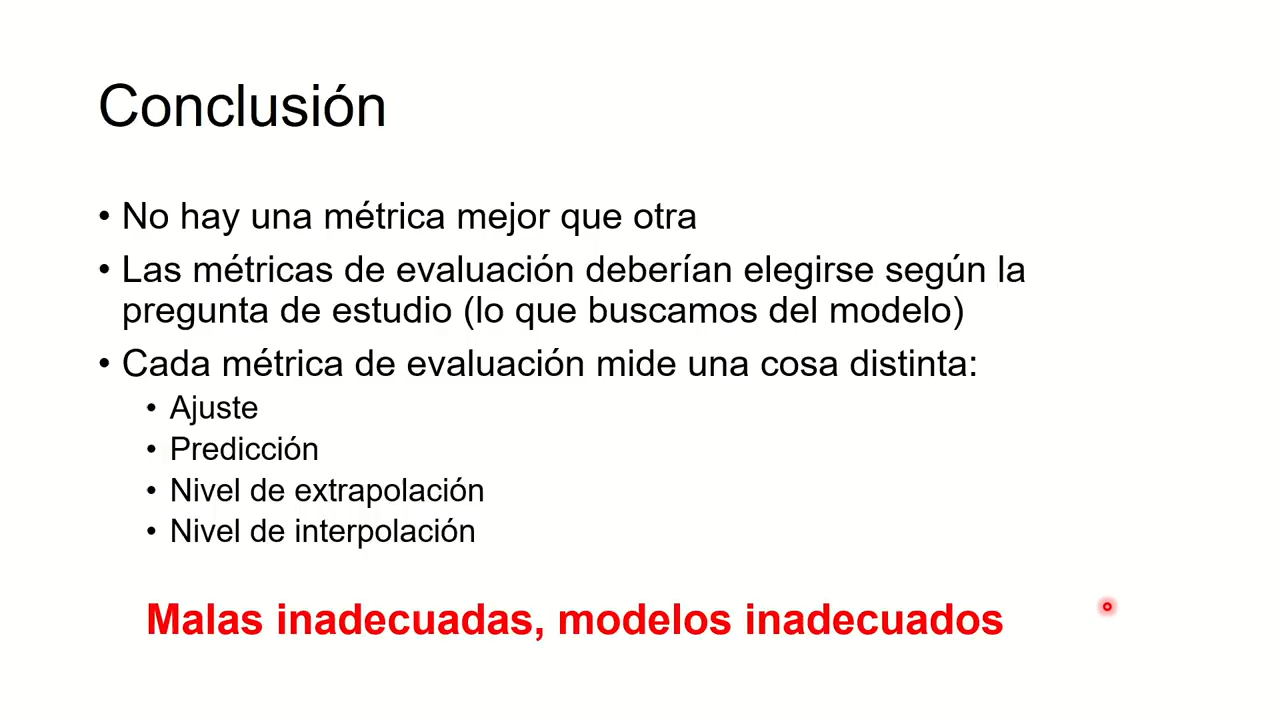 Conclusión
• No hay una métrica mejor que otra
• Las métricas de evaluación deberían elegirse según la
pregunta de estudio (lo que buscamos del modelo)
• Cada métrica de evaluación mide una cosa distinta:
• Ajuste
• Predicción
• Nivel de extrapolación
• Nivel de interpolación
Malas inadecuadas, modelos inadecuados